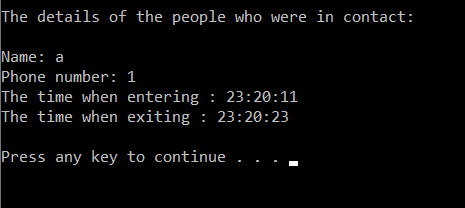 The details of the people who were in contact:
Name: a
Phone number: 1
The time when entering : 23:20:11
The time when exiting : 23:20:23
Press any key to continue . . .